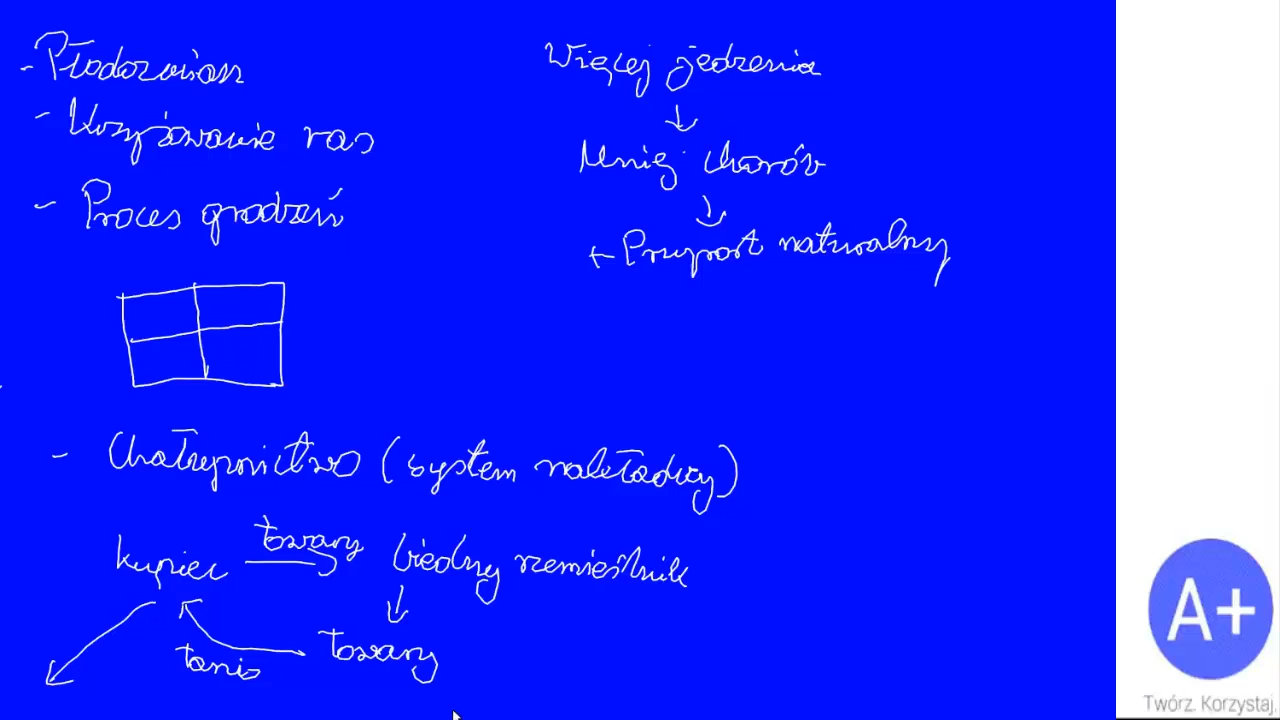 - Płodozmian
- Krzyżowanie ras
- Proces grodzeń
Więcej jedzenia
↓
Mniej chorób
↓
+ Przyrost naturalny
- Chałupnictwo (system nakładczy)
kupiec → towary biedny rzemieślnik
↓
tanio towary
A+
Twórz. Korzystaj.